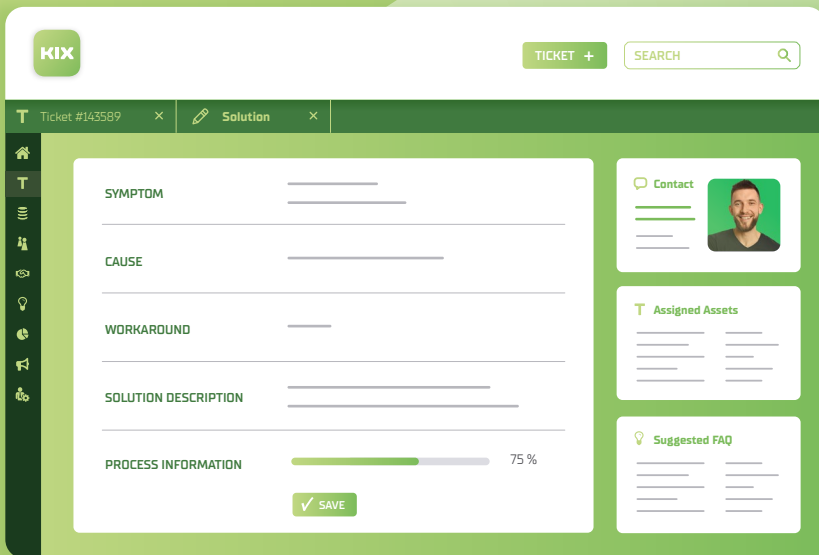 KIX
TICKET +
SEARCH
T Ticket #143589 ×
Solution ×
T
SYMPTOM
CAUSE
WORKAROUND
SOLUTION DESCRIPTION
PROCESS INFORMATION
75 %
SAVE
Contact
T Assigned Assets
Suggested FAQ